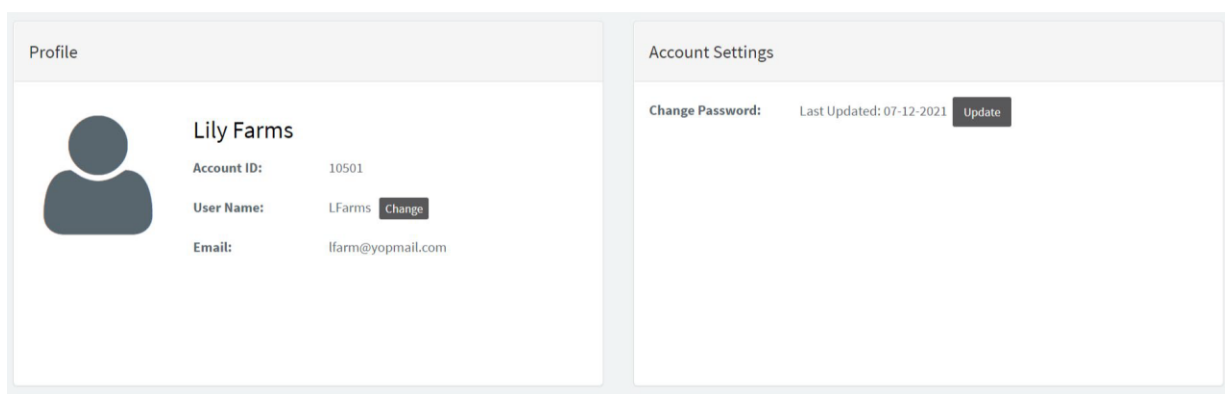 Profile
Lily Farms
Account ID: 10501
User Name: LFarms Change
Email: lfarm@yopmail.com
Account Settings
Change Password: Last Updated: 07-12-2021 Update